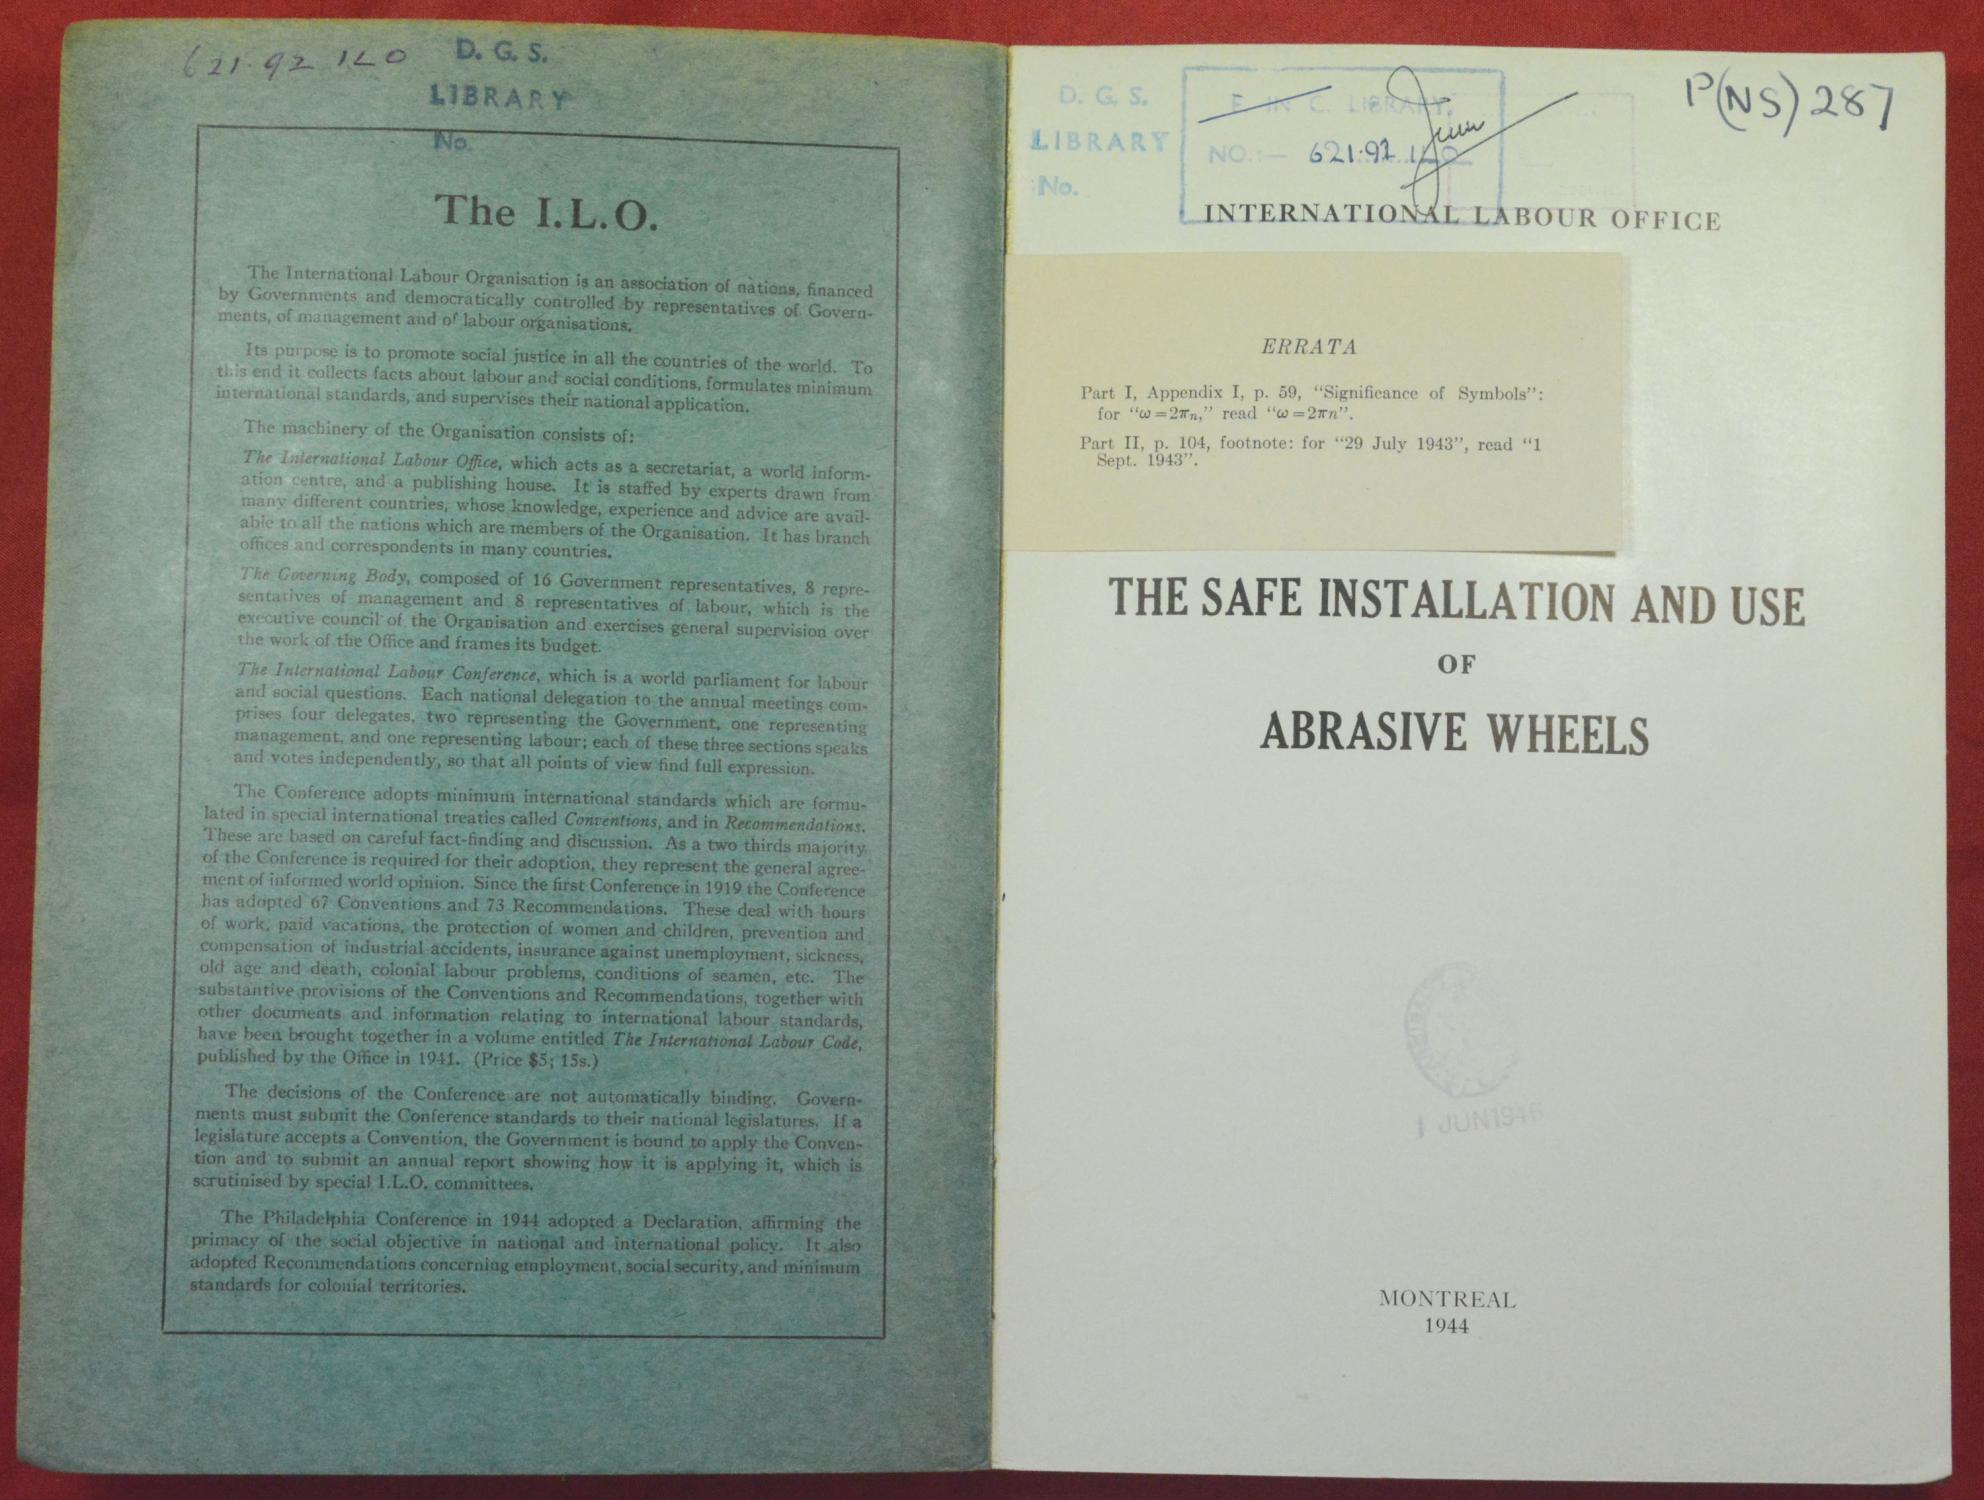 621.92 ILO
D. G. S.
LIBRARY
No.
The I.L.O.
The International Labour Organisation is an association of nations, financed
by Governments and democratically controlled by representatives of Govern-
ments, of management and of labour organisations.
Its purpose is to promote social justice in all the countries of the world. To
this end it collects facts about labour and social conditions, formulates minimum
international standards, and supervises their national application.
The machinery of the Organisation consists of:
The International Labour Office, which acts as a secretariat, a world inform-
ation centre, and a publishing house. It is staffed by experts drawn from
many different countries, whose knowledge, experience and advice are avail-
able to all the nations which are members of the Organisation. It has branch
offices and correspondents in many countries.
The Governing Body, composed of 16 Government representatives, 8 repre-
sentatives of management and 8 representatives of labour, which is the
executive council of the Organisation and exercises general supervision over
the work of the Office and frames its budget.
The International Labour Conference, which is a world parliament for labour
and social questions. Each national delegation to the annual meetings com-
prises four delegates, two representing the Government, one representing
management, and one representing labour; each of these three sections speaks
and votes independently, so that all points of view find full expression.
The Conference adopts minimum international standards which are formu-
lated in special international treaties called Conventions, and in Recommendations.
These are based on careful fact-finding and discussion. As a two thirds majority
of the Conference is required for their adoption, they represent the general agree-
ment of informed world opinion. Since the first Conference in 1919 the Conference
has adopted 67 Conventions and 73 Recommendations. These deal with hours
of work, paid vacations, the protection of women and children, prevention and
compensation of industrial accidents, insurance against unemployment, sickness,
old age and death, colonial labour problems, conditions of seamen, etc. The
substantive provisions of the Conventions and Recommendations, together with
other documents and information relating to international labour standards,
have been brought together in a volume entitled The International Labour Code,
published by the Office in 1941. (Price $5; 15s.)
The decisions of the Conference are not automatically binding. Govern-
ments must submit the Conference standards to their national legislatures. If a
legislature accepts a Convention, the Government is bound to apply the Conven-
tion and to submit an annual report showing how it is applying it, which is
scrutinised by special I.L.O. committees.
The Philadelphia Conference in 1944 adopted a Declaration, affirming the
primacy of the social objective in national and international policy. It also
adopted Recommendations concerning employment, social security, and minimum
standards for colonial territories.
D. G. S.
LIBRARY
No.
E IN C. LIBRARY.
NO.:— 621.92 ILO
P(NS) 287
INTERNATIONAL LABOUR OFFICE
ERRATA
Part I, Appendix I, p. 59, “Significance of Symbols”:
for “ω=2πₙ,” read “ω=2πn”.
Part II, p. 104, footnote: for “29 July 1943”, read “1
Sept. 1943”.
THE SAFE INSTALLATION AND USE
OF
ABRASIVE WHEELS
1 JUN 1946
MONTREAL
1944